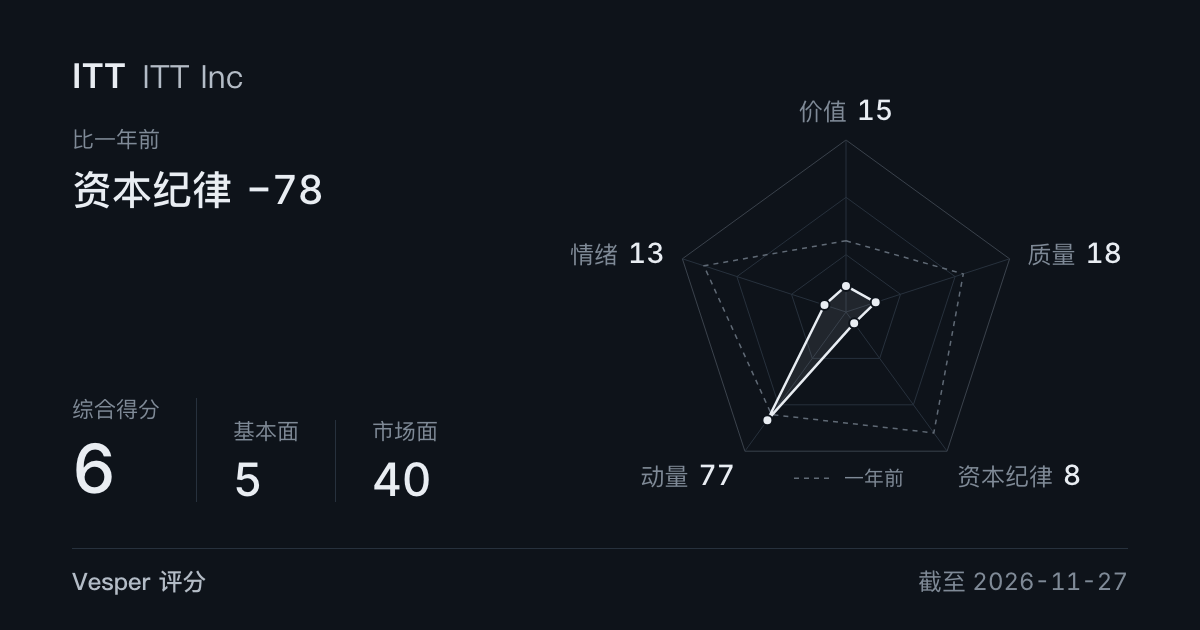 ITT ITT Inc
比一年前
资本纪律 −78
价值 15
情绪 13
质量 18
动量 77
一年前
资本纪律 8
综合得分
6
基本面
5
市场面
40
Vesper 评分
截至 2026-11-27